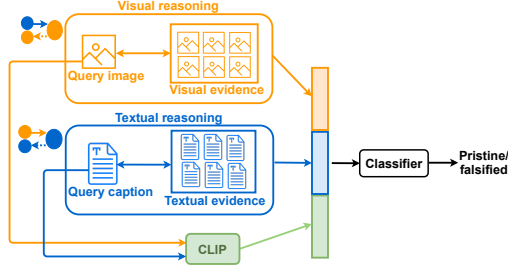 Visual reasoning
Query image
Visual evidence
Textual reasoning
Query caption
Textual evidence
CLIP
Classifier
Pristine/
falsified